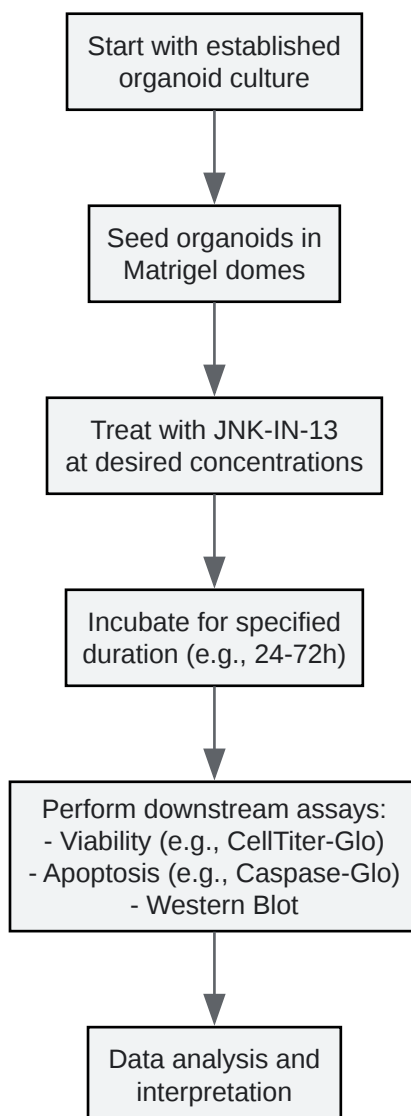 Start with established
organoid culture
Seed organoids in
Matrigel domes
Treat with JNK-IN-13
at desired concentrations
Incubate for specified
duration (e.g., 24-72h)
Perform downstream assays:
- Viability (e.g., CellTiter-Glo)
- Apoptosis (e.g., Caspase-Glo)
- Western Blot
Data analysis and
interpretation